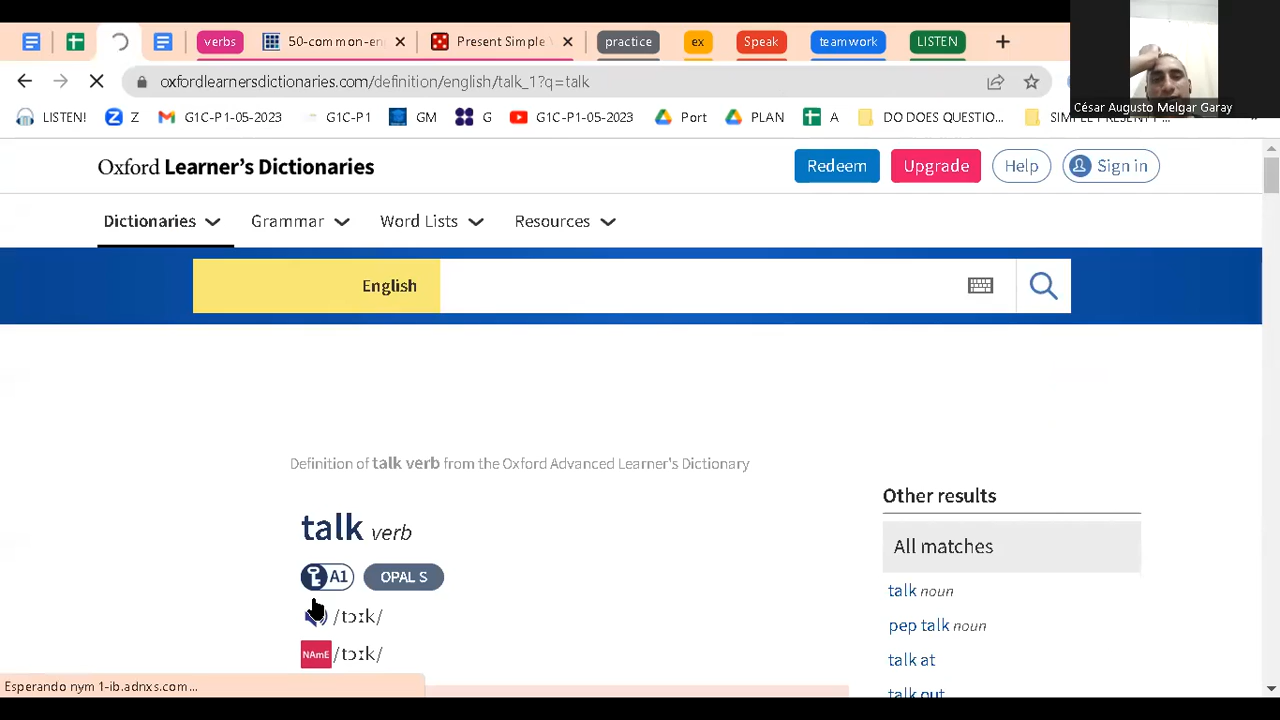 verbs
50-common-en
Present Simple
practice
ex
Speak
teamwork
LISTEN
oxfordlearnersdictionaries.com/definition/english/talk_1?q=talk
César Augusto Melgar Garay
LISTEN!
Z
G1C-P1-05-2023
G1C-P1
GM
G
G1C-P1-05-2023
Port
PLAN
A
DO DOES QUESTIO...
Oxford Learner's Dictionaries
Redeem
Upgrade
Help
Sign in
Dictionaries
Grammar
Word Lists
Resources
English
Definition of talk verb from the Oxford Advanced Learner's Dictionary
talk verb
A1
OPAL S
/tɔːk/
NAmE /tɔːk/
Other results
All matches
talk noun
pep talk noun
talk at
talk out
Esperando nym 1-ib.adnxs.com...